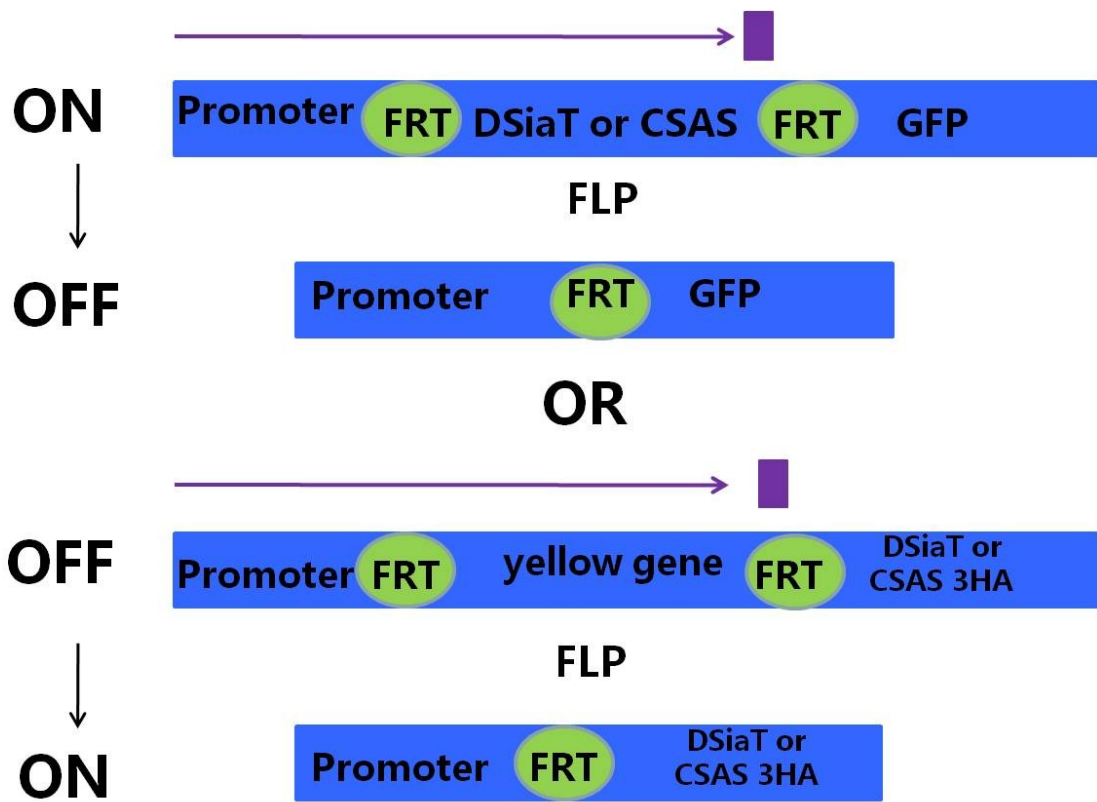 ON
Promoter FRT DSiaT or CSAS FRT GFP
FLP
OFF
Promoter FRT GFP
OR
OFF
Promoter FRT yellow gene FRT DSiaT or
CSAS 3HA
FLP
ON
Promoter FRT DSiaT or
CSAS 3HA